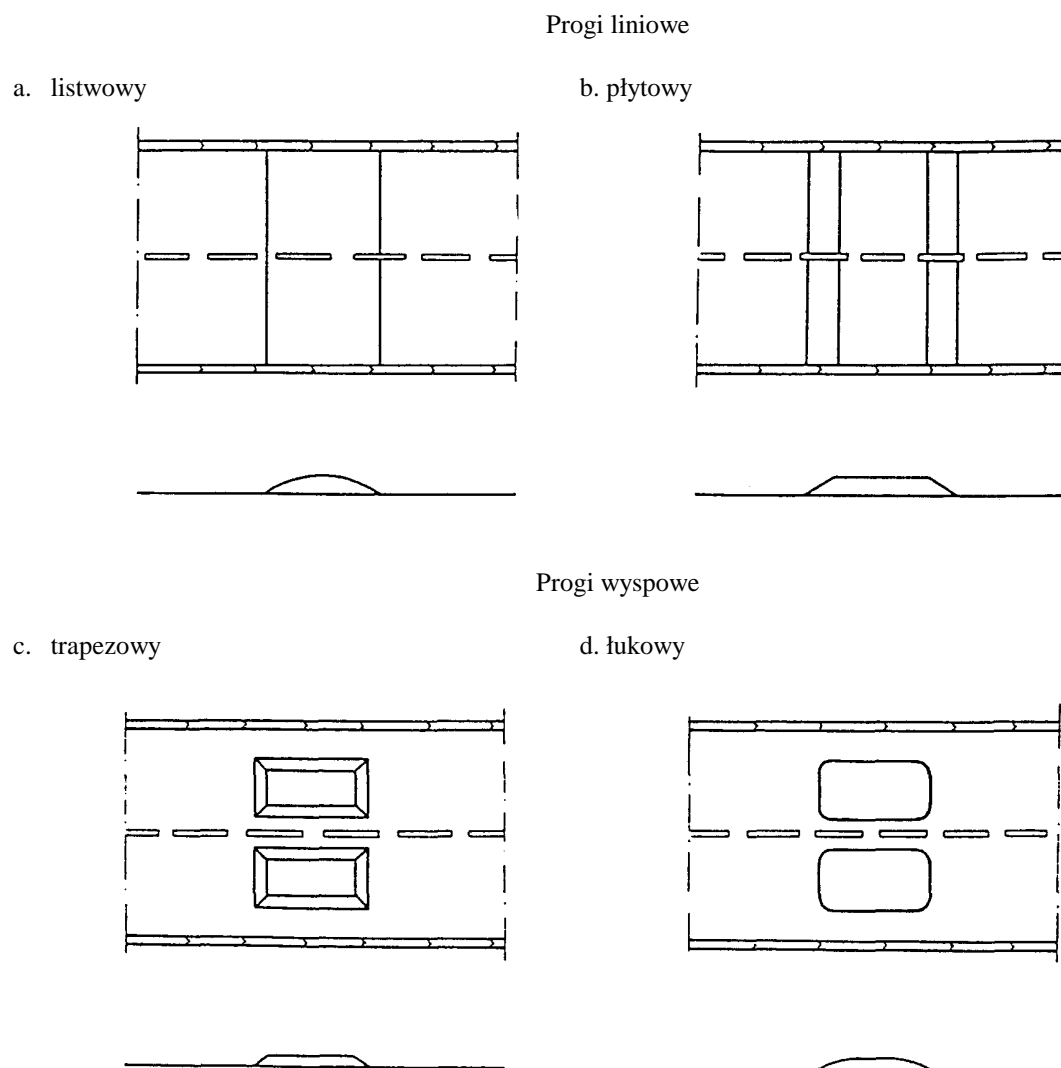 Progi liniowe
a. listwowy
b. płytowy
Progi wyspowe
c. trapezowy
d. łukowy